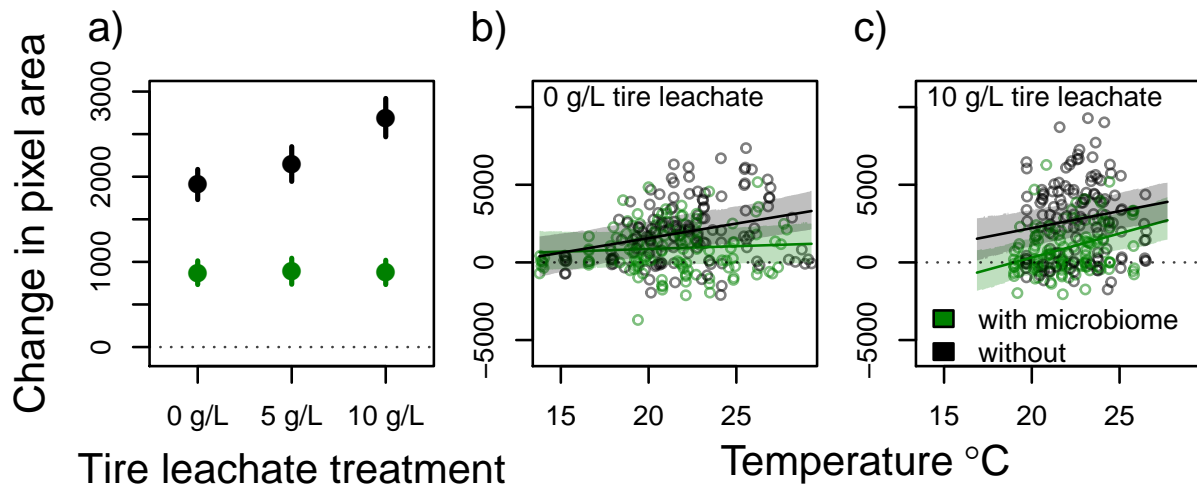 a)
b)
c)
Change in pixel area
3000
2000
1000
0
0 g/L
5 g/L
10 g/L
Tire leachate treatment
0 g/L tire leachate
5000
0
−5000
15
20
25
10 g/L tire leachate
5000
0
−5000
15
20
25
with microbiome
without
Temperature °C